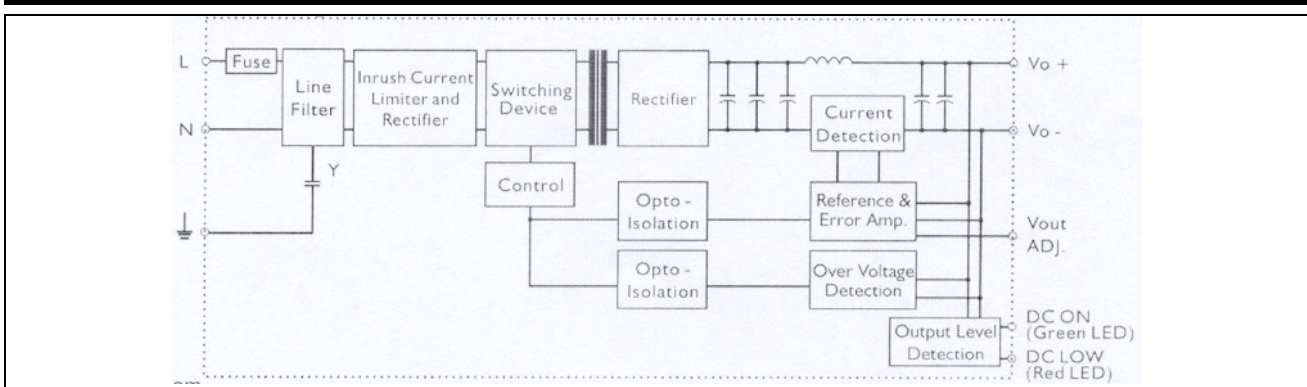 L
Fuse
Line
Filter
Inrush Current
Limiter and
Rectifier
Switching
Device
Rectifier
Current
Detection
Vo +
N
Vo -
Y
Control
Opto -
Isolation
Reference &
Error Amp.
Vout
ADJ.
Opto -
Isolation
Over Voltage
Detection
Output Level
Detection
DC ON
(Green LED)
DC LOW
(Red LED)